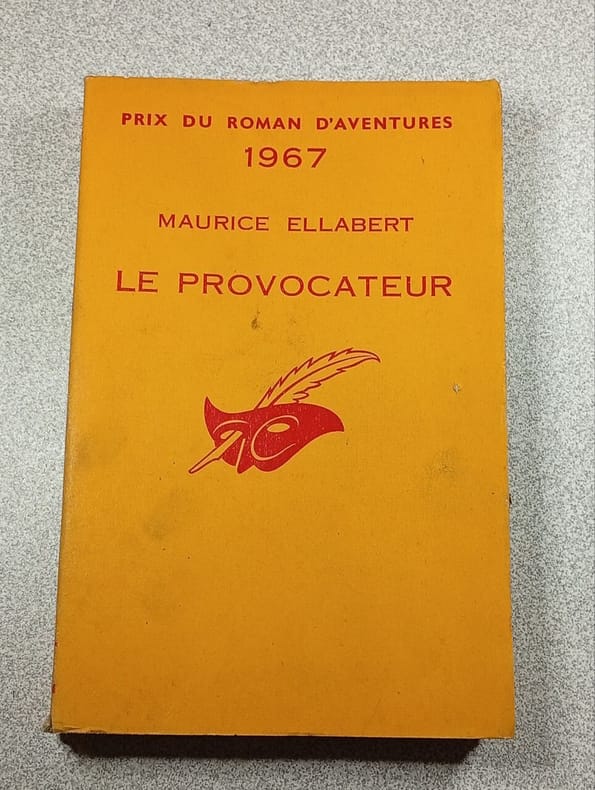 PRIX DU ROMAN D'AVENTURES
1967
MAURICE ELLABERT
LE PROVOCATEUR